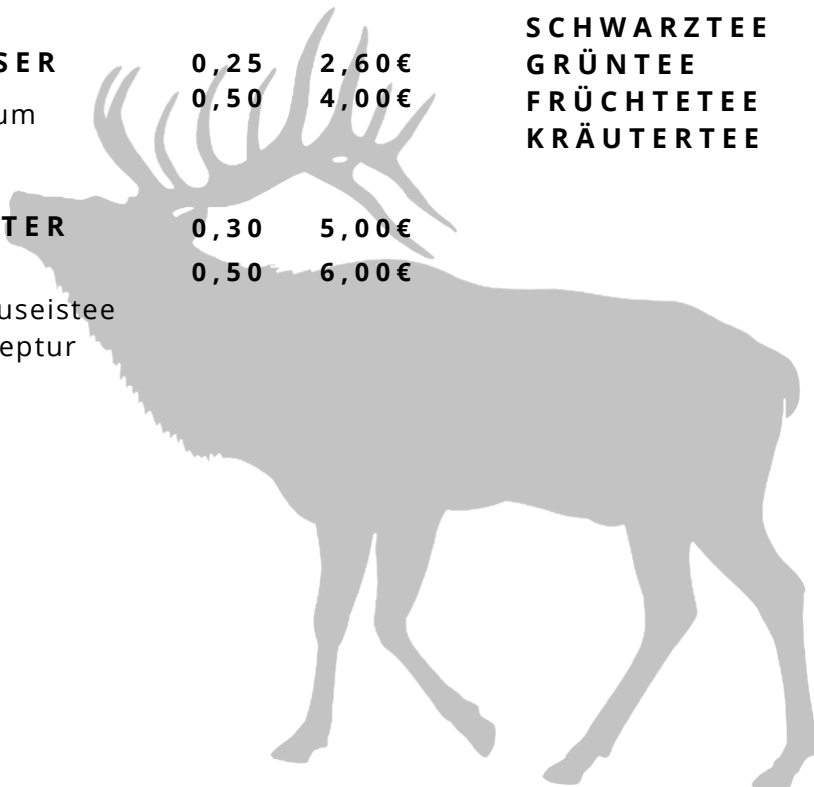 SER 0,25 2,60€
0,50 4,00€
um
TER 0,30 5,00€
0,50 6,00€
useistee
eptur
SCHWARZTEE
GRÜNTEE
FRÜCHTETEE
KRÄUTERTEE